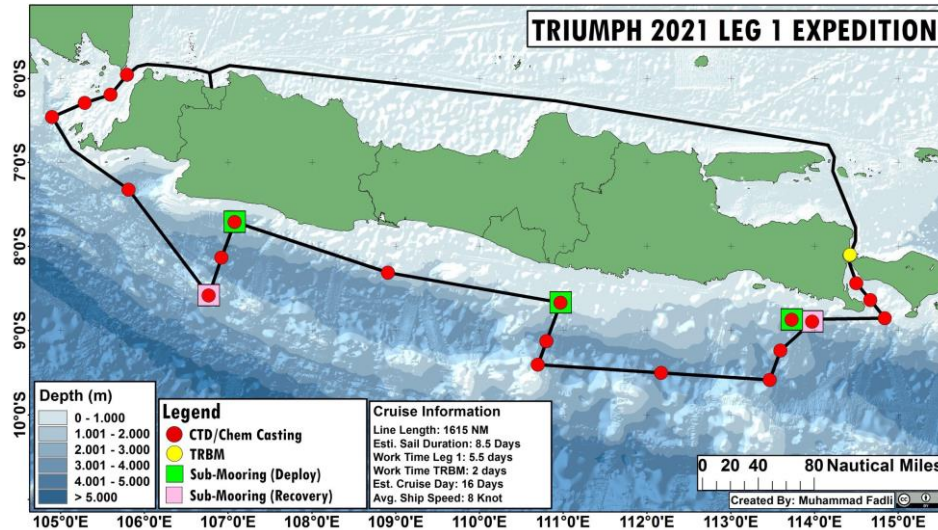 TRIUMPH 2021 LEG 1 EXPEDITION
6°S
7°S
8°S
9°S
10°S
Depth (m)
0 - 1.000
1.001 - 2.000
2.001 - 3.000
3.001 - 4.000
4.001 - 5.000
> 5.000
Legend
CTD/Chem Casting
TRBM
Sub-Mooring (Deploy)
Sub-Mooring (Recovery)
Cruise Information
Line Length: 1615 NM
Esti. Sail Duration: 8.5 Days
Work Time Leg 1: 5.5 days
Work Time TRBM: 2 days
Est. Cruise Day: 16 Days
Avg. Ship Speed: 8 Knot
0 20 40 80 Nautical Miles
Created By: Muhammad Fadli
105°0'E 106°0'E 107°0'E 108°0'E 109°0'E 110°0'E 111°0'E 112°0'E 113°0'E 114°0'E 115°0'E